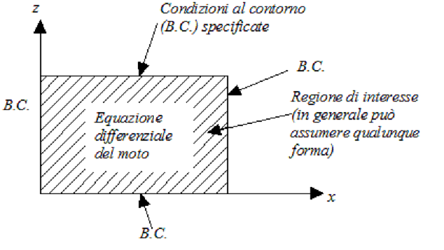 z
Condizioni al contorno
(B.C.) specificate
B.C.
B.C.
Regione di interesse
(in generale può
assumere qualunque
forma)
Equazione
differenziale
del moto
x
B.C.